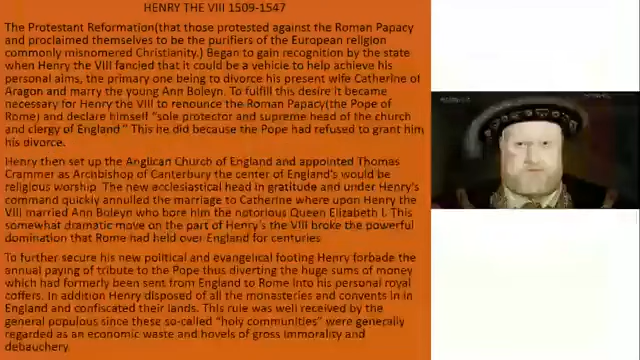 HENRY THE VIII 1509-1547
The Protestant Reformation(that those protested against the Roman Papacy
and proclaimed themselves to be the purifiers of the European religion
commonly misnomered Christianity.) Began to gain recognition by the state
when Henry the VIII fancied that it could be a vehicle to help achieve his
personal aims, the primary one being to divorce his present wife Catherine of
Aragon and marry the young Ann Boleyn. To fulfill this desire it became
necessary for Henry the VIII to renounce the Roman Papacy(the Pope of
Rome) and declare himself "sole protector and supreme head of the church
and clergy of England" This he did because the Pope had refused to grant him
his divorce.
Henry then set up the Anglican Church of England and appointed Thomas
Crammer as Archbishop of Canterbury the center of England's would be
religious worship. The new acclesiastical head in gratitude and under Henry's
command quickly annulled the marriage to Catherine where upon Henry the
VIII married Ann Boleyn who bore him the notorious Queen Elizabeth I. This
somewhat dramatic move on the part of Henry's the VIII broke the powerful
domination that Rome had held over England for centuries
To further secure his new political and evangelical footing Henry forbade the
annual paying of tribute to the Pope thus diverting the huge sums of money
which had formerly been sent from England to Rome into his personal royal
coffers. In addition Henry disposed of all the monasteries and convents in in
England and confiscated their lands. This rule was well received by the
general populous since these so-called "holy communities" were generally
regarded as an economic waste and hovels of gross immorality and
debauchery.